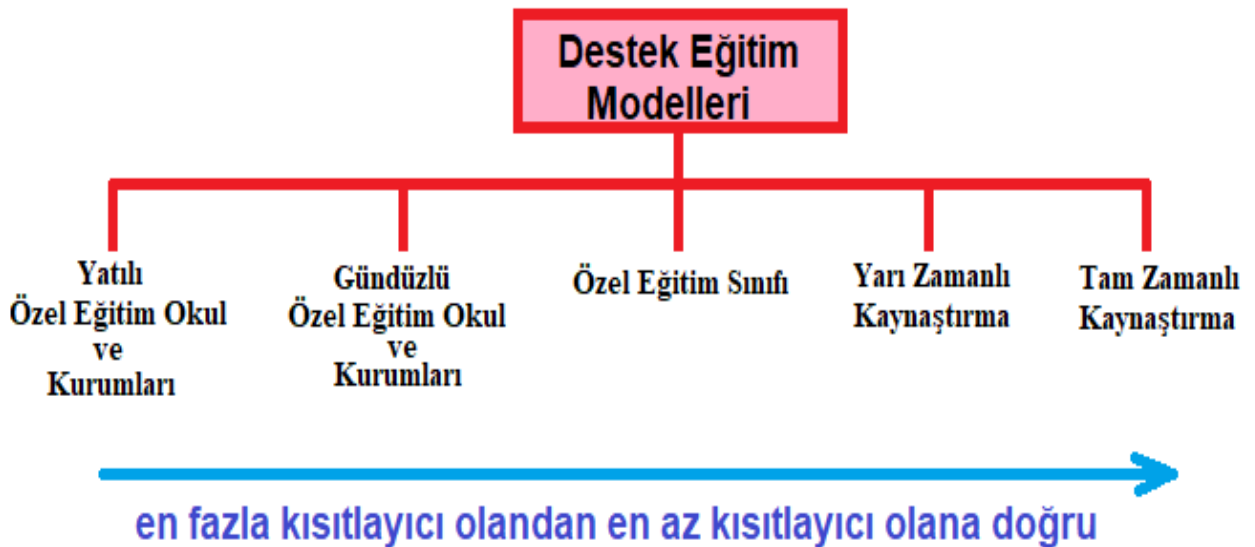 Destek Eğitim
Modelleri
Yatılı
Özel Eğitim Okul
ve
Kurumları
Gündüzlü
Özel Eğitim Okul
ve
Kurumları
Özel Eğitim Sınıfı
Yarı Zamanlı
Kaynaştırma
Tam Zamanlı
Kaynaştırma
en fazla kısıtlayıcı olandan en az kısıtlayıcı olana doğru